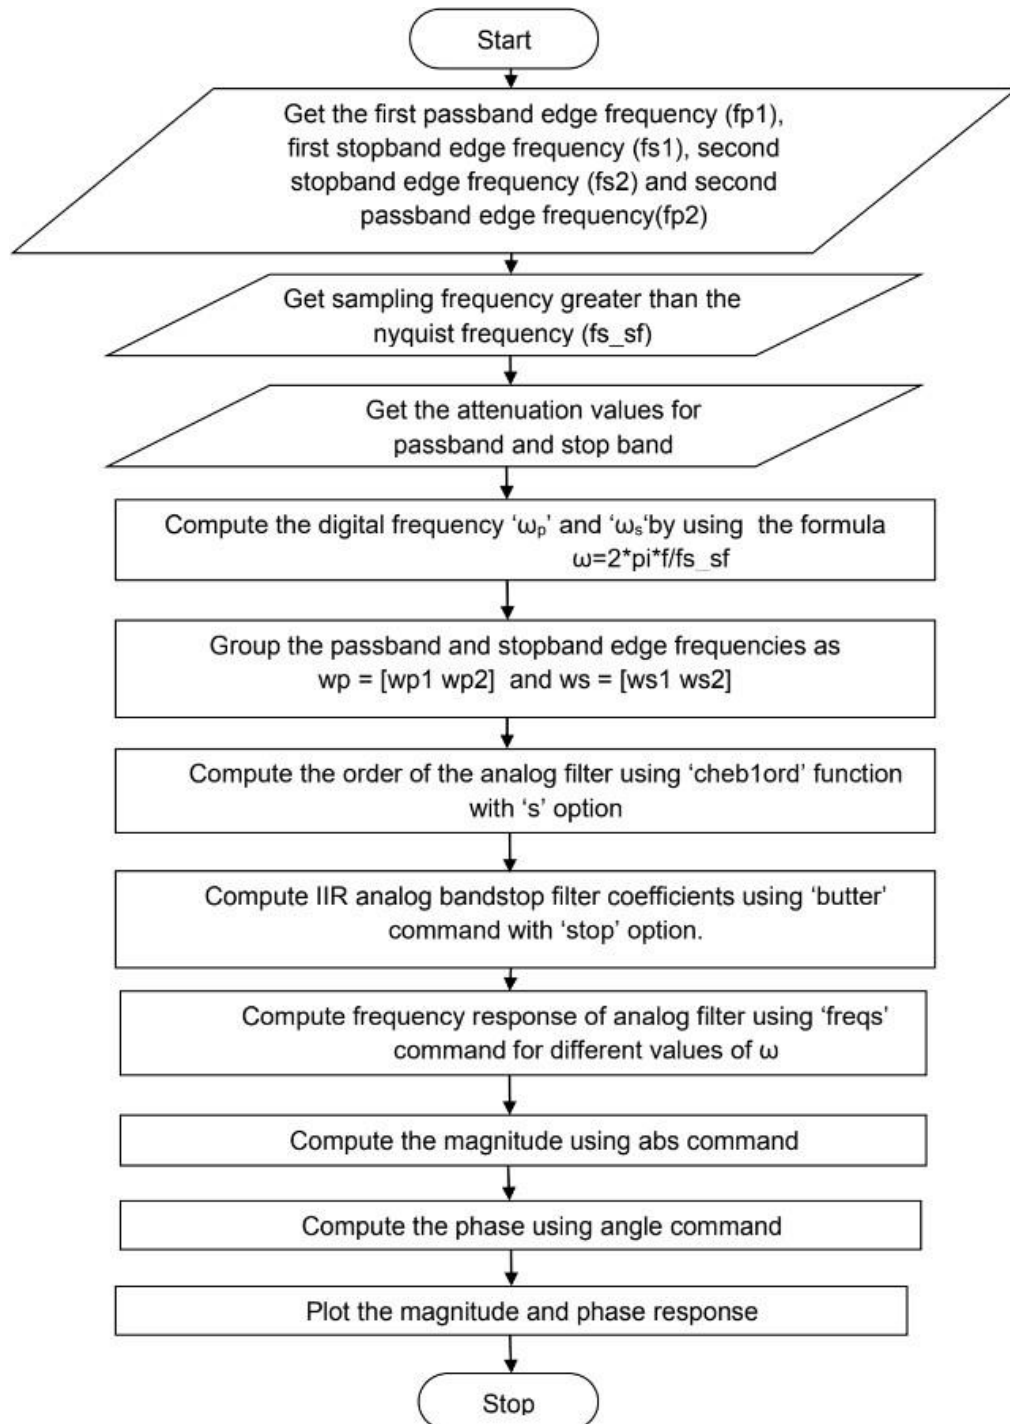 Start
Get the first passband edge frequency (fp1),
first stopband edge frequency (fs1), second
stopband edge frequency (fs2) and second
passband edge frequency(fp2)
Get sampling frequency greater than the
nyquist frequency (fs_sf)
Get the attenuation values for
passband and stop band
Compute the digital frequency ‘ωₚ’ and ‘ωₛ‘by using the formula
ω=2*pi*f/fs_sf
Group the passband and stopband edge frequencies as
wp = [wp1 wp2] and ws = [ws1 ws2]
Compute the order of the analog filter using ‘cheb1ord’ function
with ‘s’ option
Compute IIR analog bandstop filter coefficients using ‘butter’
command with ‘stop’ option.
Compute frequency response of analog filter using ‘freqs’
command for different values of ω
Compute the magnitude using abs command
Compute the phase using angle command
Plot the magnitude and phase response
Stop